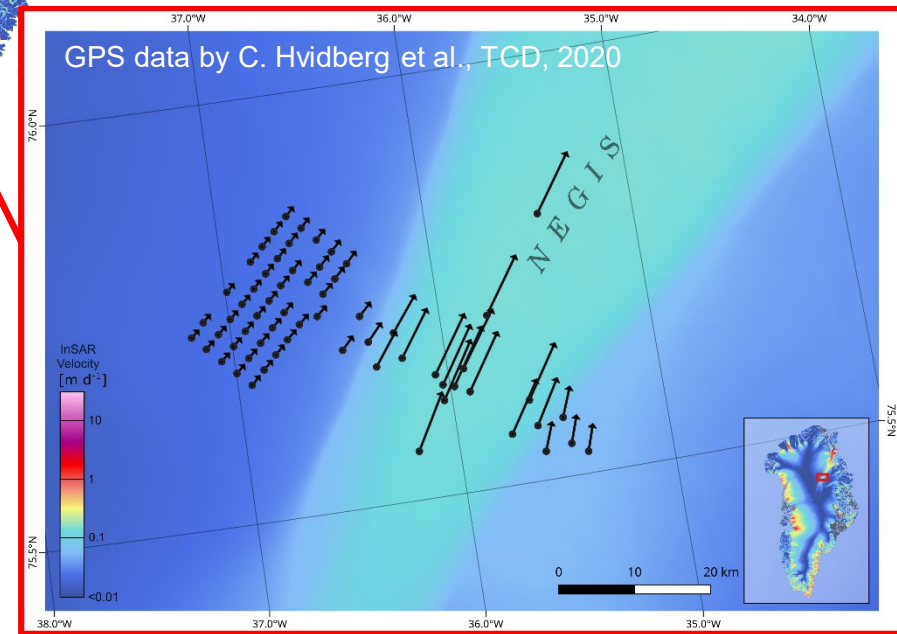 37.0°W
36.0°W
35.0°W
34.0°W
GPS data by C. Hvidberg et al., TCD, 2020
76.0°N
NEGIS
InSAR
Velocity
[m d⁻¹]
10
1
0.1
<0.01
75.5°N
75.5°N
0
10
20 km
38.0°W
37.0°W
36.0°W
35.0°W